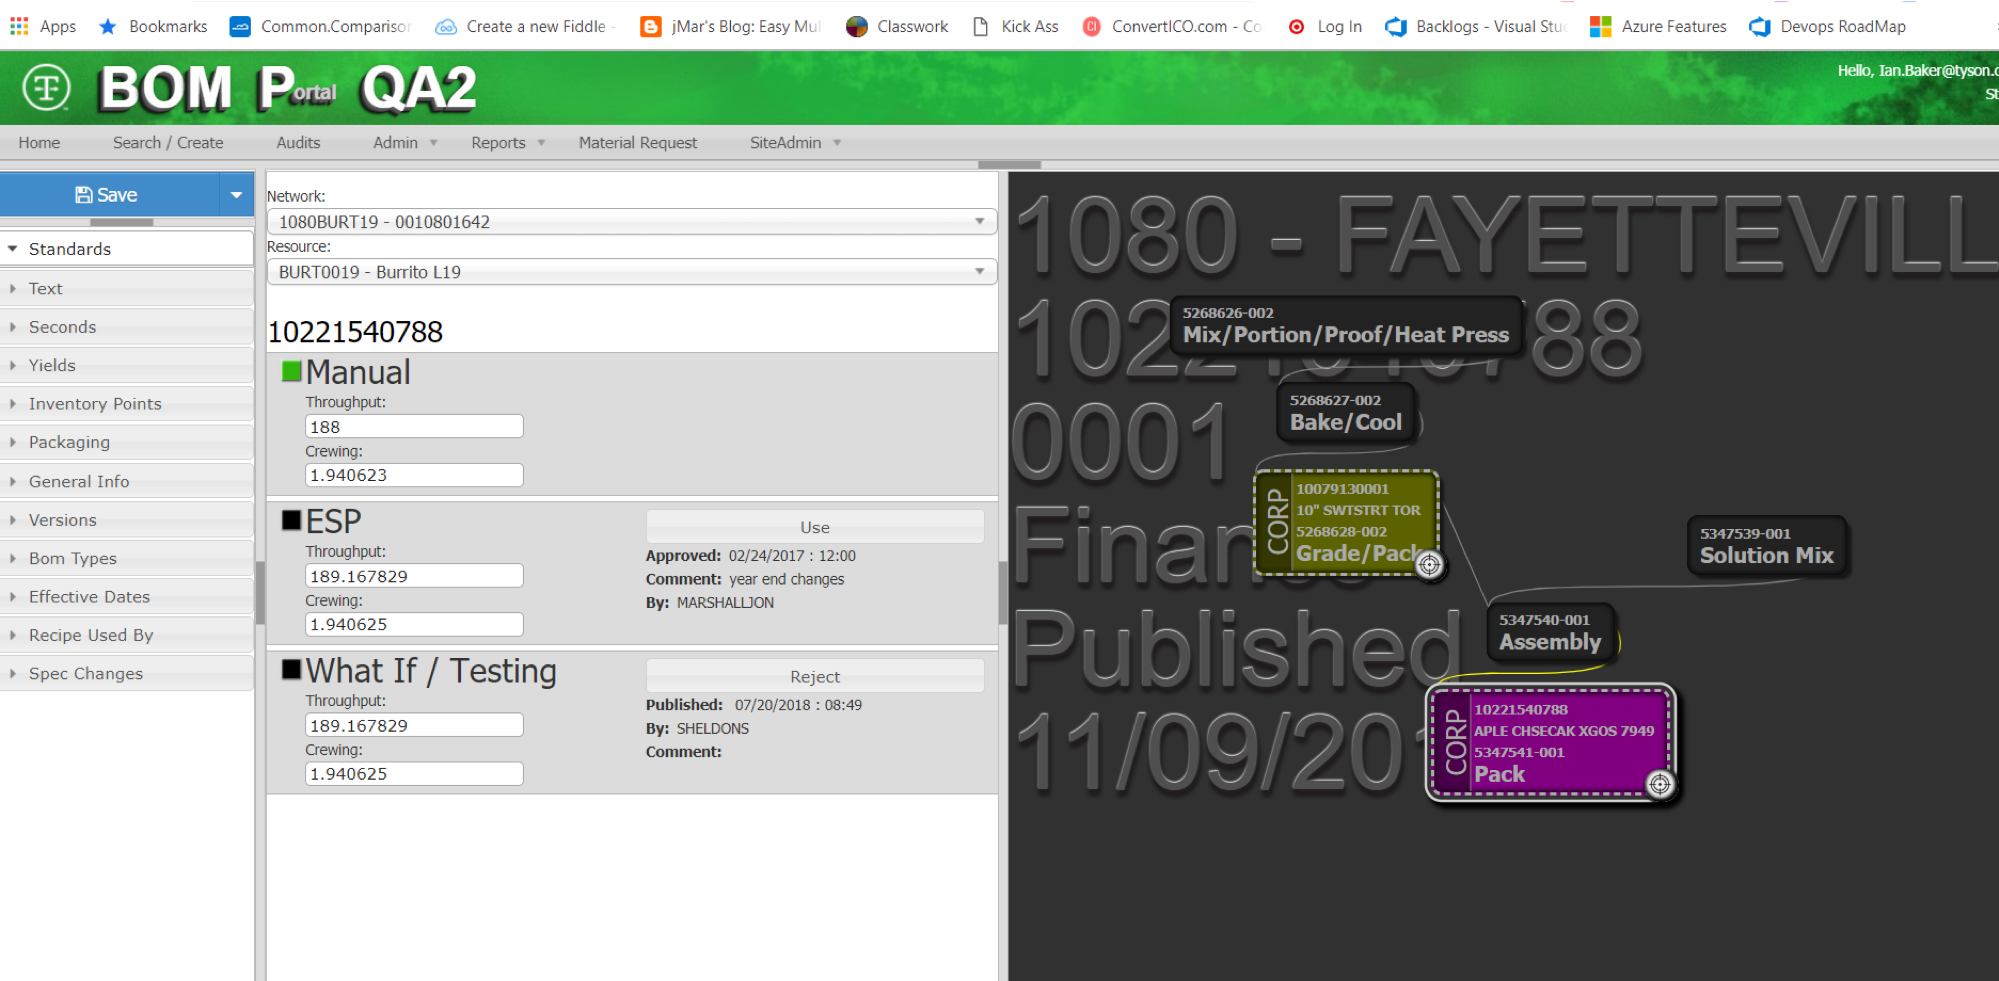 Apps Bookmarks Common.Comparisor Create a new Fiddle - jMar's Blog: Easy Mul Classwork Kick Ass ConvertICO.com - Co Log In Backlogs - Visual Stu Azure Features Devops RoadMap
BOM Portal QA2
Hello, Ian.Baker@tyson.c
St
Home Search / Create Audits Admin Reports Material Request SiteAdmin
Save
Standards
Text
Seconds
Yields
Inventory Points
Packaging
General Info
Versions
Bom Types
Effective Dates
Recipe Used By
Spec Changes
Network:
1080BURT19 - 0010801642
Resource:
BURT0019 - Burrito L19
10221540788
Manual
Throughput:
188
Crewing:
1.940623
ESP
Throughput:
189.167829
Crewing:
1.940625
Use
Approved: 02/24/2017 : 12:00
Comment: year end changes
By: MARSHALLJON
What If / Testing
Throughput:
189.167829
Crewing:
1.940625
Reject
Published: 07/20/2018 : 08:49
By: SHELDONS
Comment:
1080 - FAYETTEVILL
10221540788
0001
Finance
Published
11/09/201
5268626-002
Mix/Portion/Proof/Heat Press
5268627-002
Bake/Cool
CORP
10079130001
10" SWTSTRT TOR
5268628-002
Grade/Pack
5347539-001
Solution Mix
5347540-001
Assembly
CORP
10221540788
APLE CHSECAK XGOS 7949
5347541-001
Pack